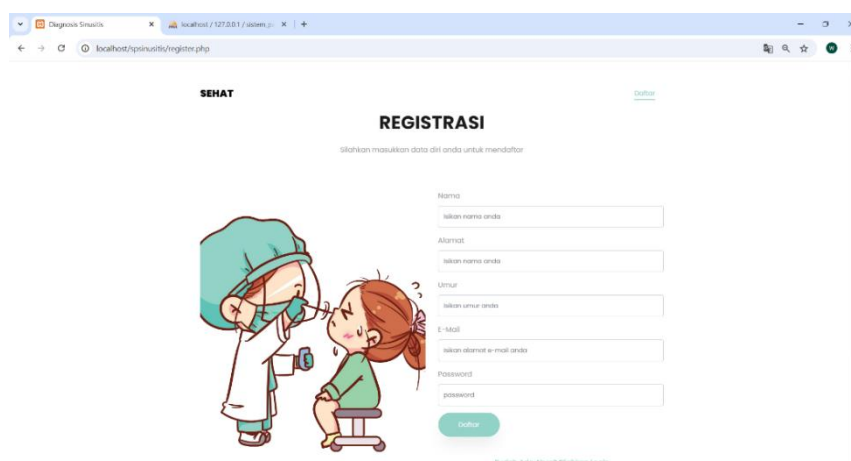 Diagnosis Sinusitis
localhost / 127.0.0.1 / sistem_p
localhost/spsinusitis/register.php
W
SEHAT
Daftar
REGISTRASI
Silahkan masukkan data diri anda untuk mendaftar
Nama
Isikan nama anda
Alamat
Isikan nama anda
Umur
Isikan umur anda
E-Mail
Isikan alamat e-mail anda
Password
password
Daftar